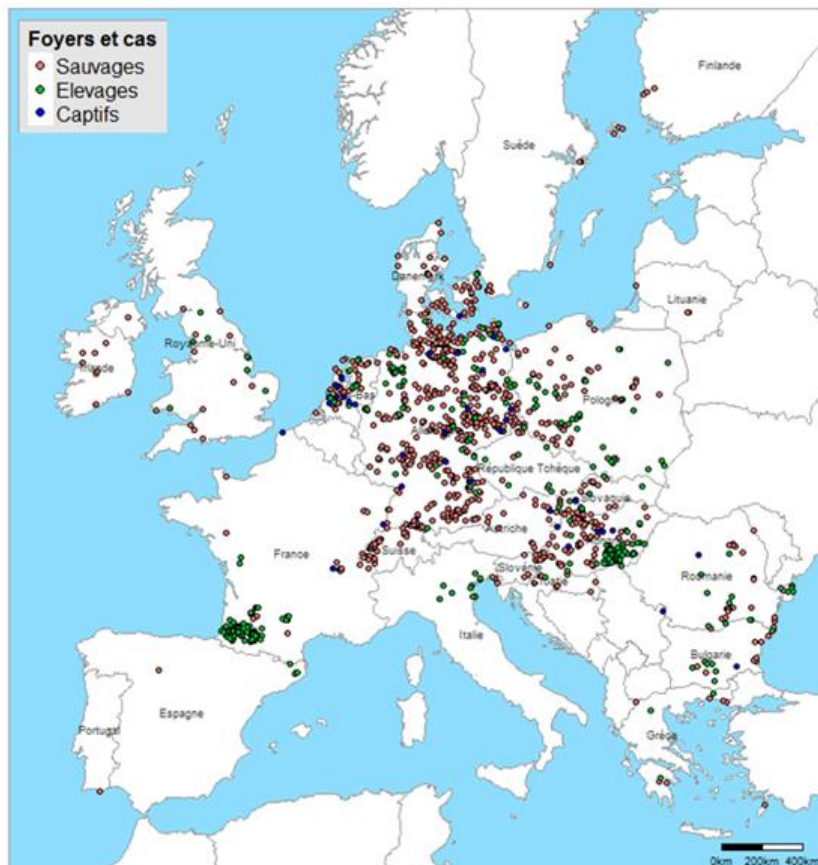 Foyers et cas
Sauvages
Elevages
Captifs
Finlande
Suède
Danemark
Lituanie
Royaume-Uni
Irlande
Pologne
République Tchèque
Slovaquie
Autriche
France
Suisse
Slovénie
Roumanie
Italie
Bulgarie
Espagne
Portugal
Grèce
0km 200km 400km